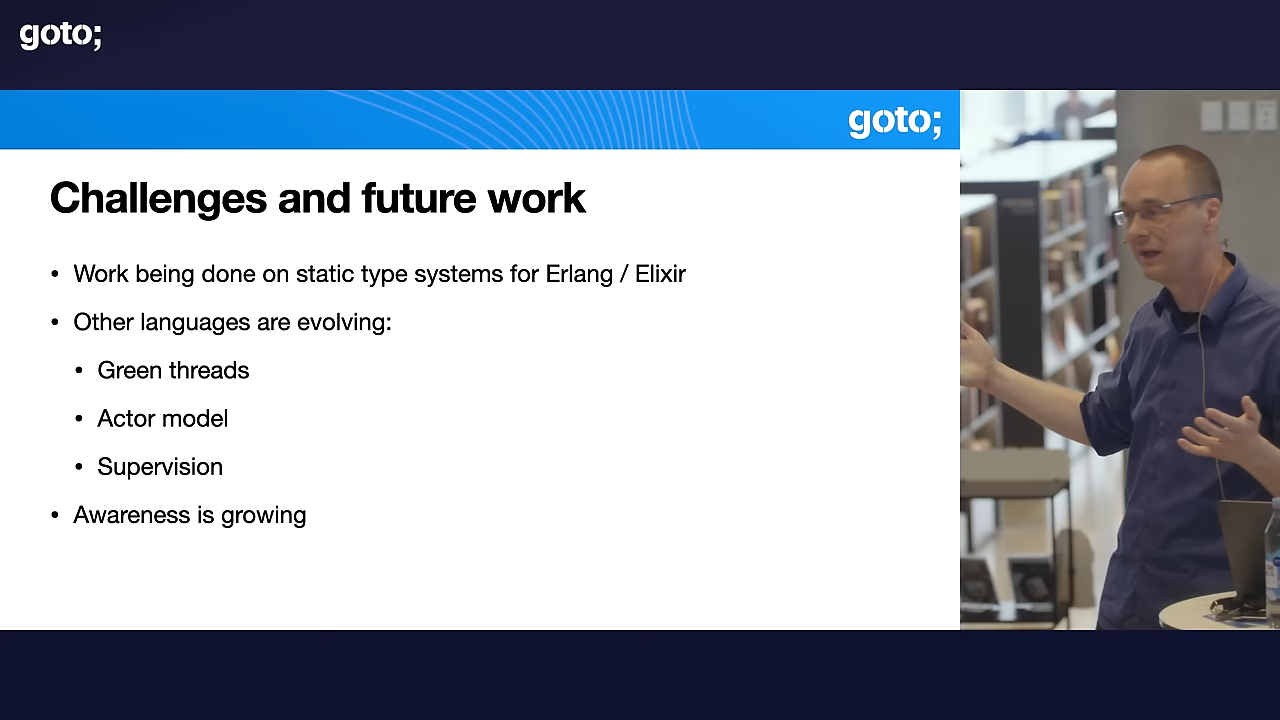 goto;
goto;
Challenges and future work
• Work being done on static type systems for Erlang / Elixir
• Other languages are evolving:
• Green threads
• Actor model
• Supervision
• Awareness is growing